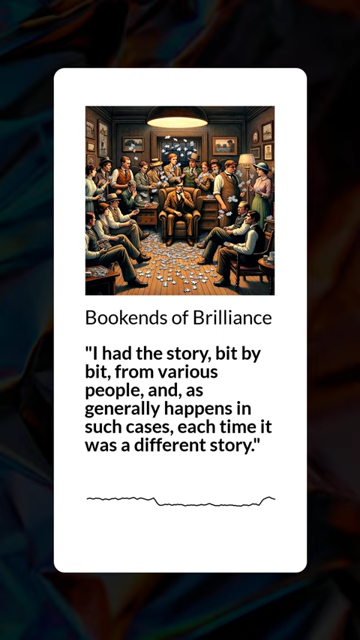 Bookends of Brilliance
"I had the story, bit by
bit, from various
people, and, as
generally happens in
such cases, each time it
was a different story."